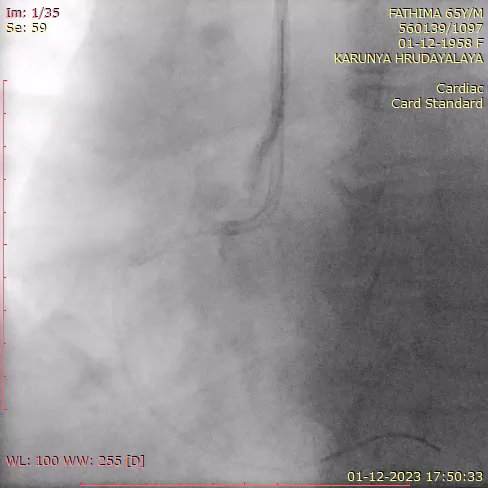 Im: 1/35
Se: 59
FATHIMA 65Y/M
560139/1097
01-12-1958 F
KARUNYA HRUDAYALAYA
Cardiac
Card Standard
WL: 100 WW: 255 [D]
01-12-2023 17:50:33